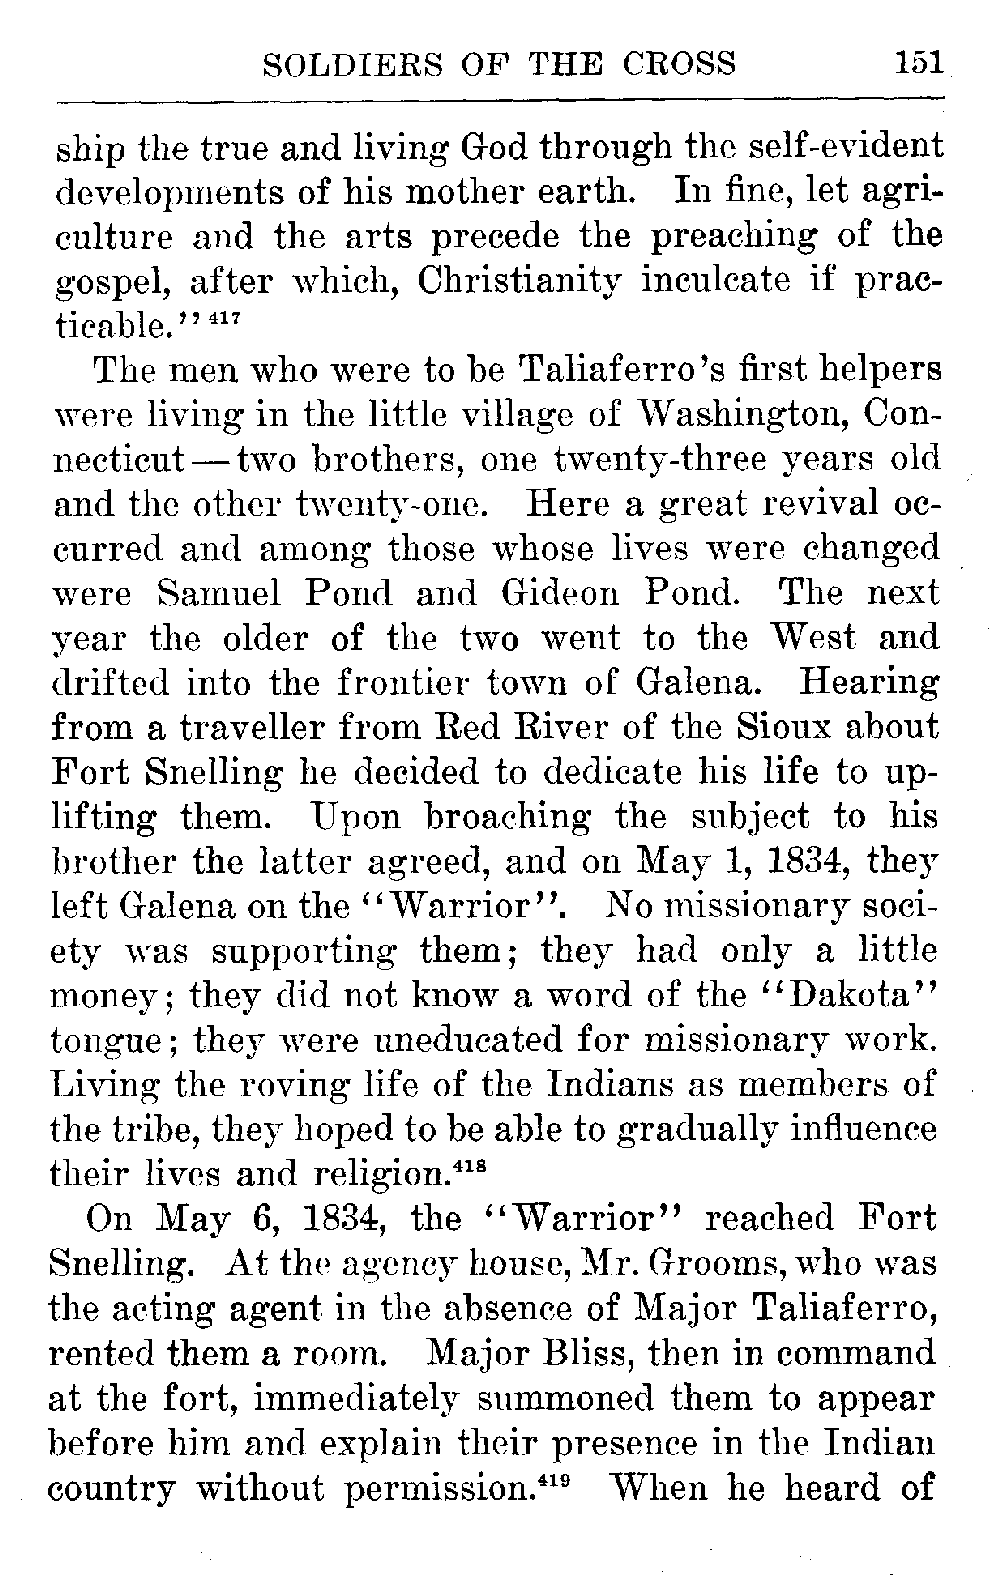 SOLDIERS OF THE CROSS 151
ship the true and living God through the self-evident
developments of his mother earth. In fine, let agri-
culture and the arts precede the preaching of the
gospel, after which, Christianity inculcate if prac-
ticable.’’ 417
The men who were to be Taliaferro’s first helpers
were living in the little village of Washington, Con-
necticut — two brothers, one twenty-three years old
and the other twenty-one. Here a great revival oc-
curred and among those whose lives were changed
were Samuel Pond and Gideon Pond. The next
year the older of the two went to the West and
drifted into the frontier town of Galena. Hearing
from a traveller from Red River of the Sioux about
Fort Snelling he decided to dedicate his life to up-
lifting them. Upon broaching the subject to his
brother the latter agreed, and on May 1, 1834, they
left Galena on the ‘‘Warrior’’. No missionary soci-
ety was supporting them; they had only a little
money; they did not know a word of the ‘‘Dakota’’
tongue; they were uneducated for missionary work.
Living the roving life of the Indians as members of
the tribe, they hoped to be able to gradually influence
their lives and religion.418
On May 6, 1834, the ‘‘Warrior’’ reached Fort
Snelling. At the agency house, Mr. Grooms, who was
the acting agent in the absence of Major Taliaferro,
rented them a room. Major Bliss, then in command
at the fort, immediately summoned them to appear
before him and explain their presence in the Indian
country without permission.419 When he heard of